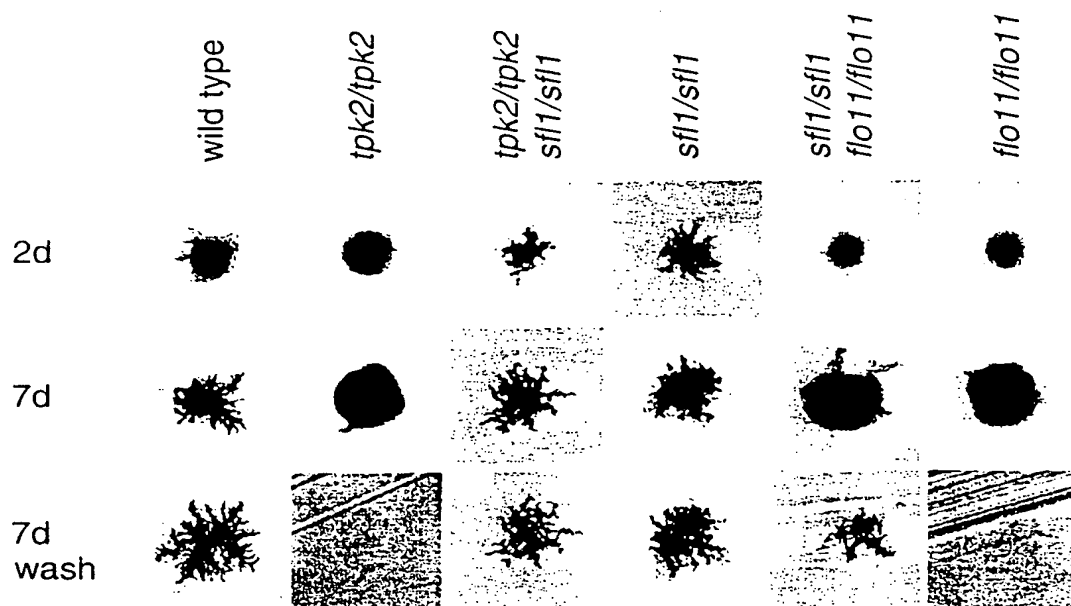 wild type
tpk2/tpk2
tpk2/tpk2
sfl1/sfl1
sfl1/sfl1
sfl1/sfl1
flo11/flo11
flo11/flo11
2d
7d
7d
wash